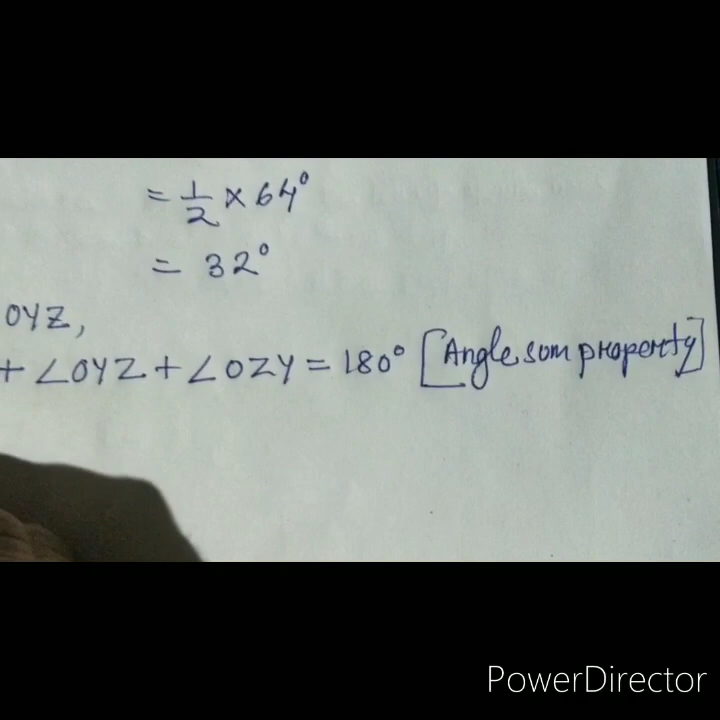 = 1/2 × 64°
= 32°
OYZ,
+ ∠OYZ + ∠OZY = 180° [Angle sum property]
PowerDirector